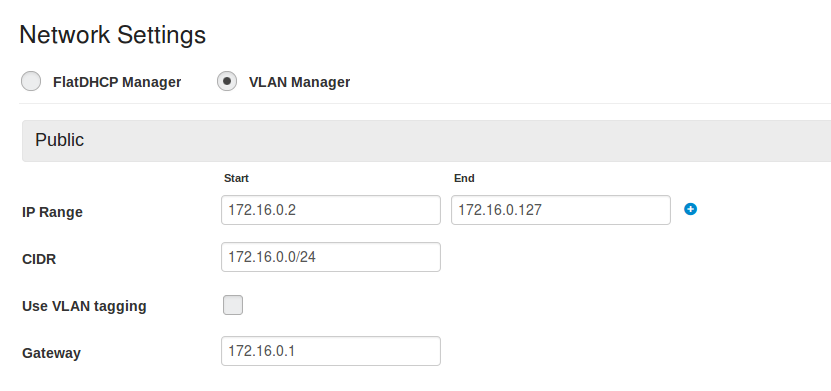 Network Settings
FlatDHCP Manager VLAN Manager
Public
Start End
IP Range 172.16.0.2 172.16.0.127
CIDR 172.16.0.0/24
Use VLAN tagging
Gateway 172.16.0.1